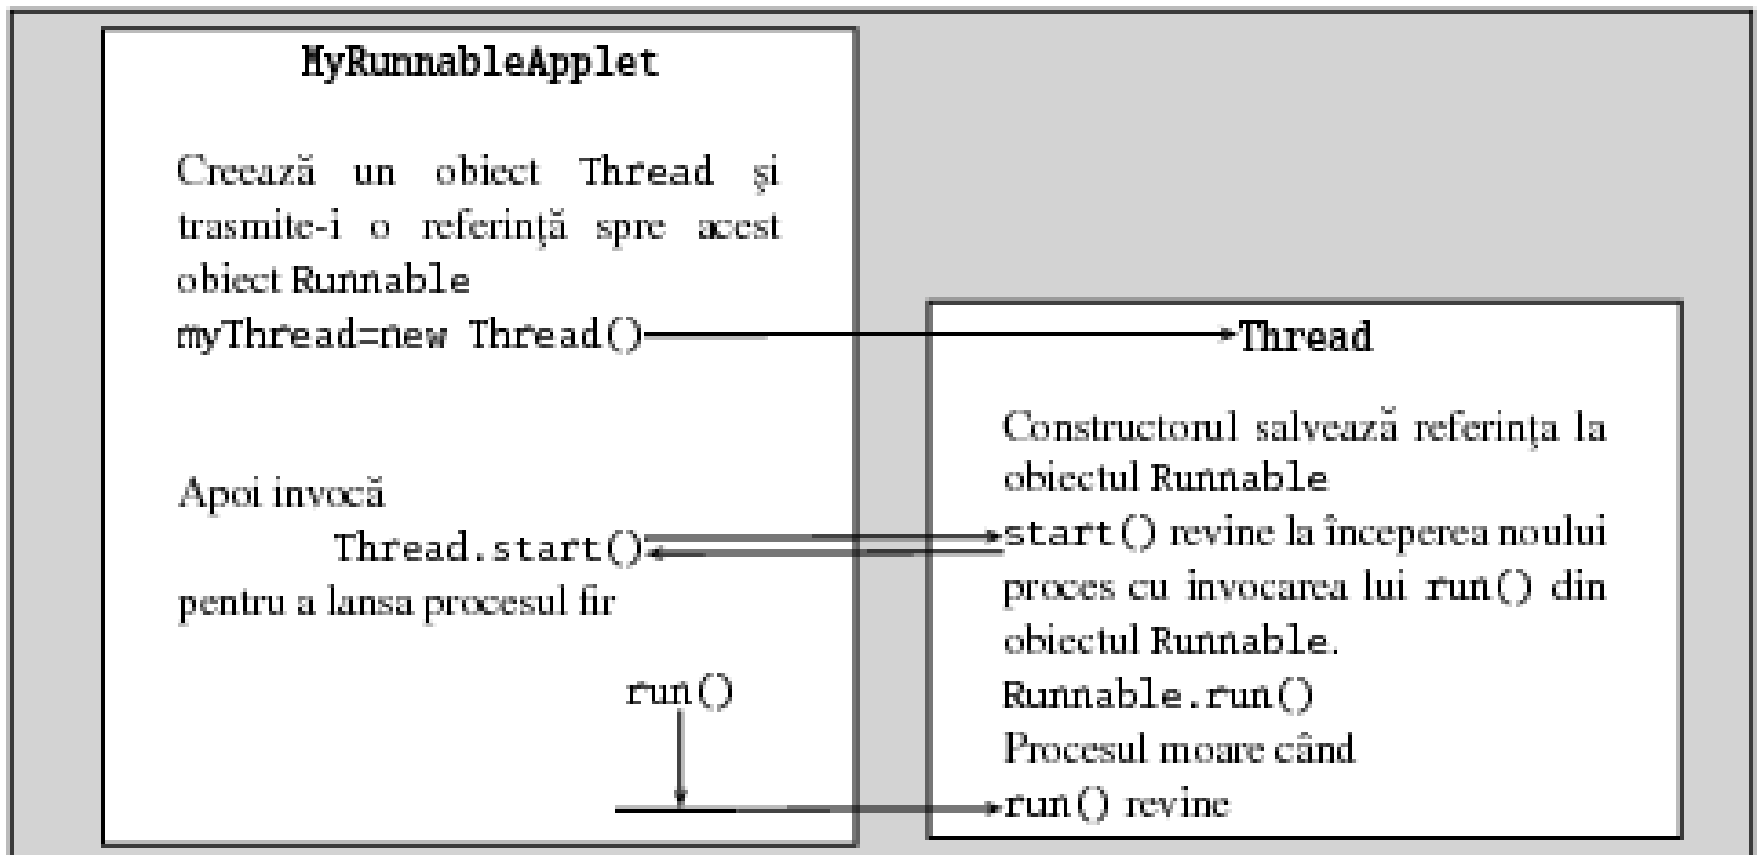 MyRunnableApplet
Creează un obiect Thread și
trasmite-i o referință spre acest
obiect Runnable
myThread=new Thread()
Apoi invocă
Thread.start()
pentru a lansa procesul fir
run()
Thread
Constructorul salvează referința la
obiectul Runnable
start() revine la începerea noului
proces cu invocarea lui run() din
obiectul Runnable.
Runnable.run()
Procesul moare când
run() revine